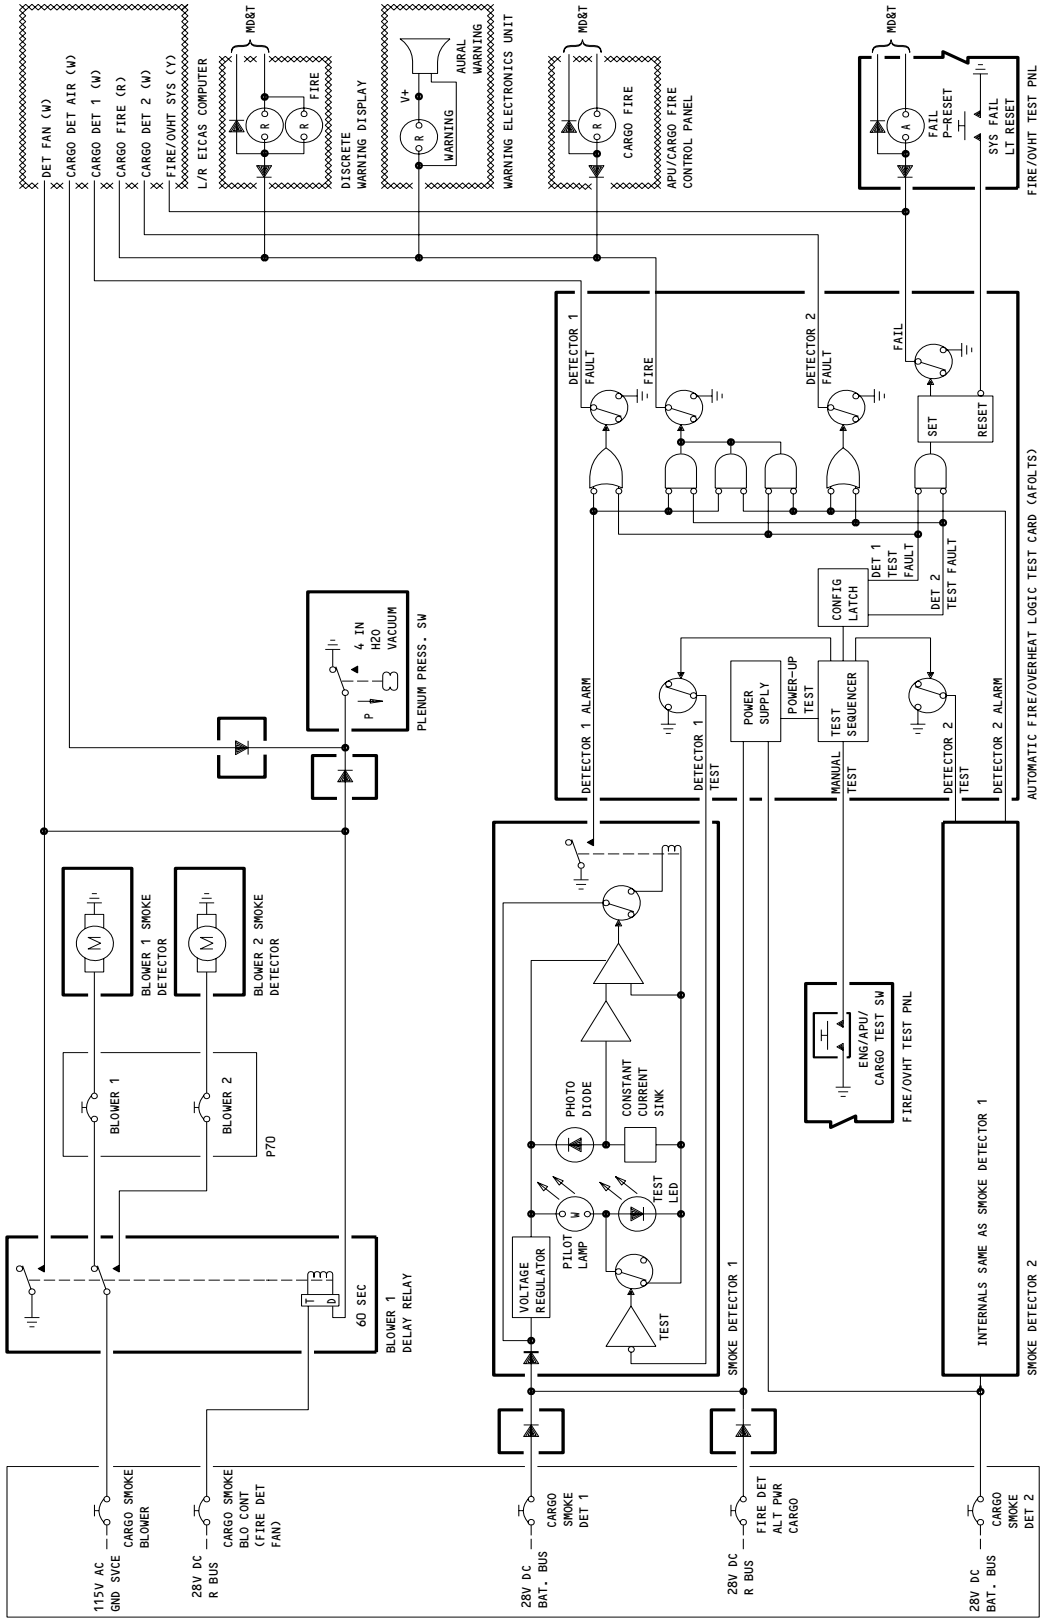 115V AC
GND SVCE
CARGO SMOKE
BLOWER
28V DC
R BUS
CARGO SMOKE
BLO CONT
(FIRE DET
FAN)
28V DC
BAT. BUS
CARGO
SMOKE
DET 1
28V DC
R BUS
FIRE DET
ALT PWR
CARGO
28V DC
BAT. BUS
CARGO
SMOKE
DET 2
T
D
60 SEC
BLOWER 1
DELAY RELAY
BLOWER 1
BLOWER 2
P70
M
BLOWER 1 SMOKE
DETECTOR
M
BLOWER 2 SMOKE
DETECTOR
P
4 IN
H2O
VACUUM
PLENUM PRESS. SW
VOLTAGE
REGULATOR
TEST
PILOT
LAMP
W
TEST
LED
PHOTO
DIODE
CONSTANT
CURRENT
SINK
SMOKE DETECTOR 1
INTERNALS SAME AS SMOKE DETECTOR 1
SMOKE DETECTOR 2
ENG/APU/
CARGO TEST SW
FIRE/OVHT TEST PNL
DETECTOR 1 ALARM
DETECTOR 1
TEST
POWER
SUPPLY
POWER-UP
TEST
MANUAL
TEST
TEST
SEQUENCER
DETECTOR 2
TEST
DETECTOR 2 ALARM
CONFIG
LATCH
DET 1
TEST
FAULT
DET 2
TEST FAULT
DETECTOR 1
FAULT
FIRE
DETECTOR 2
FAULT
FAIL
SET
RESET
AUTOMATIC FIRE/OVERHEAT LOGIC TEST CARD (AFOLTS)
DET FAN (W)
CARGO DET AIR (W)
CARGO DET 1 (W)
CARGO FIRE (R)
CARGO DET 2 (W)
FIRE/OVHT SYS (Y)
L/R EICAS COMPUTER
MD&T
R
R
FIRE
DISCRETE
WARNING DISPLAY
V+
R
WARNING
AURAL
WARNING
WARNING ELECTRONICS UNIT
MD&T
R
CARGO FIRE
APU/CARGO FIRE
CONTROL PANEL
MD&T
A
FAIL
P-RESET
SYS FAIL
LT RESET
FIRE/OVHT TEST PNL